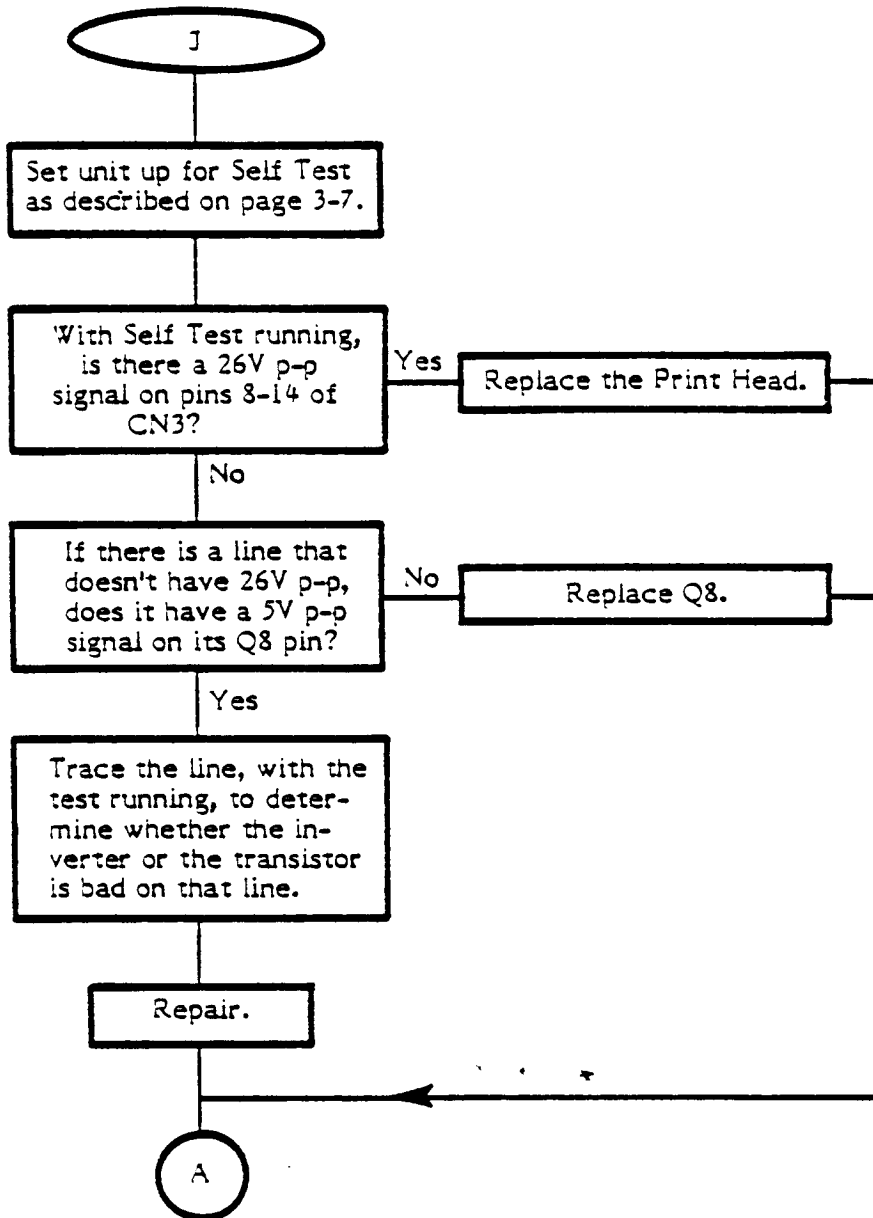 J
Set unit up for Self Test
as described on page 3-7.
With Self Test running,
is there a 26V p-p
signal on pins 8-14 of
CN3?
Yes
Replace the Print Head.
No
If there is a line that
doesn't have 26V p-p,
does it have a 5V p-p
signal on its Q8 pin?
No
Replace Q8.
Yes
Trace the line, with the
test running, to deter-
mine whether the in-
verter or the transistor
is bad on that line.
Repair.
A